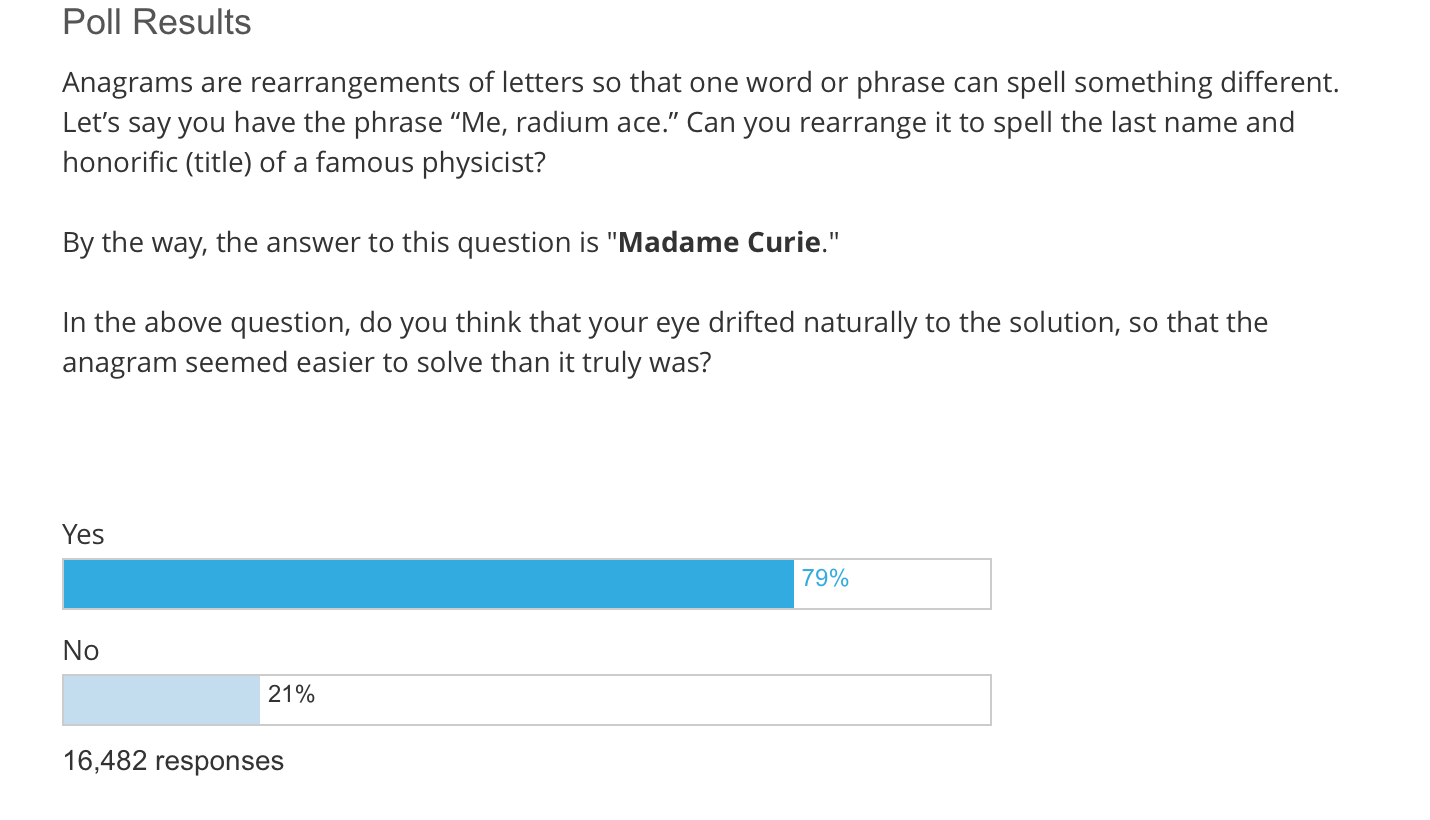 Poll Results
Anagrams are rearrangements of letters so that one word or phrase can spell something different.
Let’s say you have the phrase “Me, radium ace.” Can you rearrange it to spell the last name and
honorific (title) of a famous physicist?
By the way, the answer to this question is "Madame Curie."
In the above question, do you think that your eye drifted naturally to the solution, so that the
anagram seemed easier to solve than it truly was?
Yes
79%
No
21%
16,482 responses